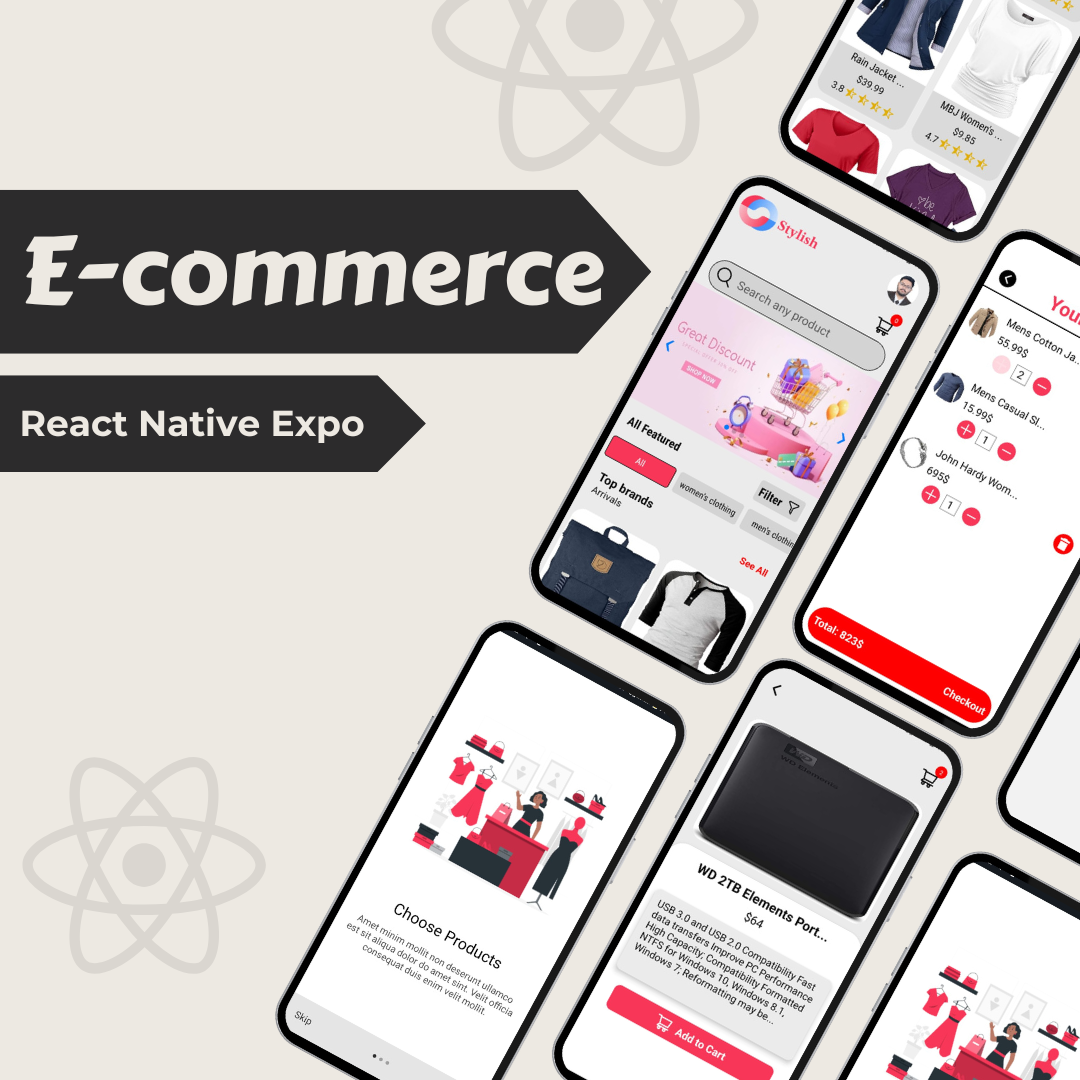 E-commerce
React Native Expo
Rain Jacket ...
$39.99
3.8
MBJ Women's ...
$9.85
4.7
Stylish
Search any product
0
Great Discount
SHOP NOW
All Featured
All
women's clothing
men's clothin
Filter
Top brands
Arrivals
See All
You
Mens Cotton Ja...
55.99$
2
Mens Casual Sl...
15.99$
1
John Hardy Wom...
695$
1
Total: 823$
Checkout
Choose Products
Amet minim mollit non deserunt ullamco
est sit aliqua dolor do amet sint. Velit officia
consequat duis enim velit mollit.
Skip
WD Elements
WD 2TB Elements Port...
$64
USB 3.0 and USB 2.0 Compatibility Fast
data transfers Improve PC Performance
High Capacity; Compatibility Formatted
NTFS for Windows 10, Windows 8.1,
Windows 7; Reformatting may be...
Add to Cart